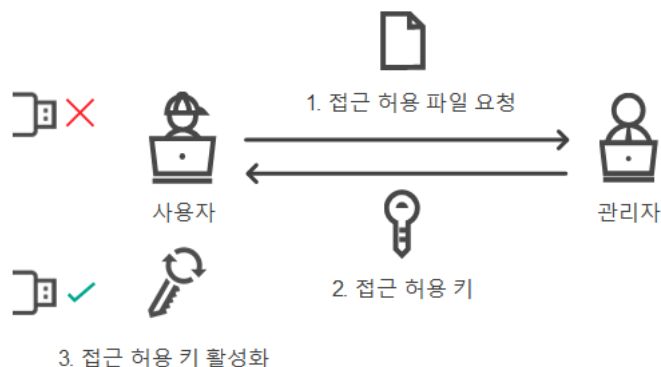 1. 접근 허용 파일 요청
사용자
관리자
2. 접근 허용 키
3. 접근 허용 키 활성화